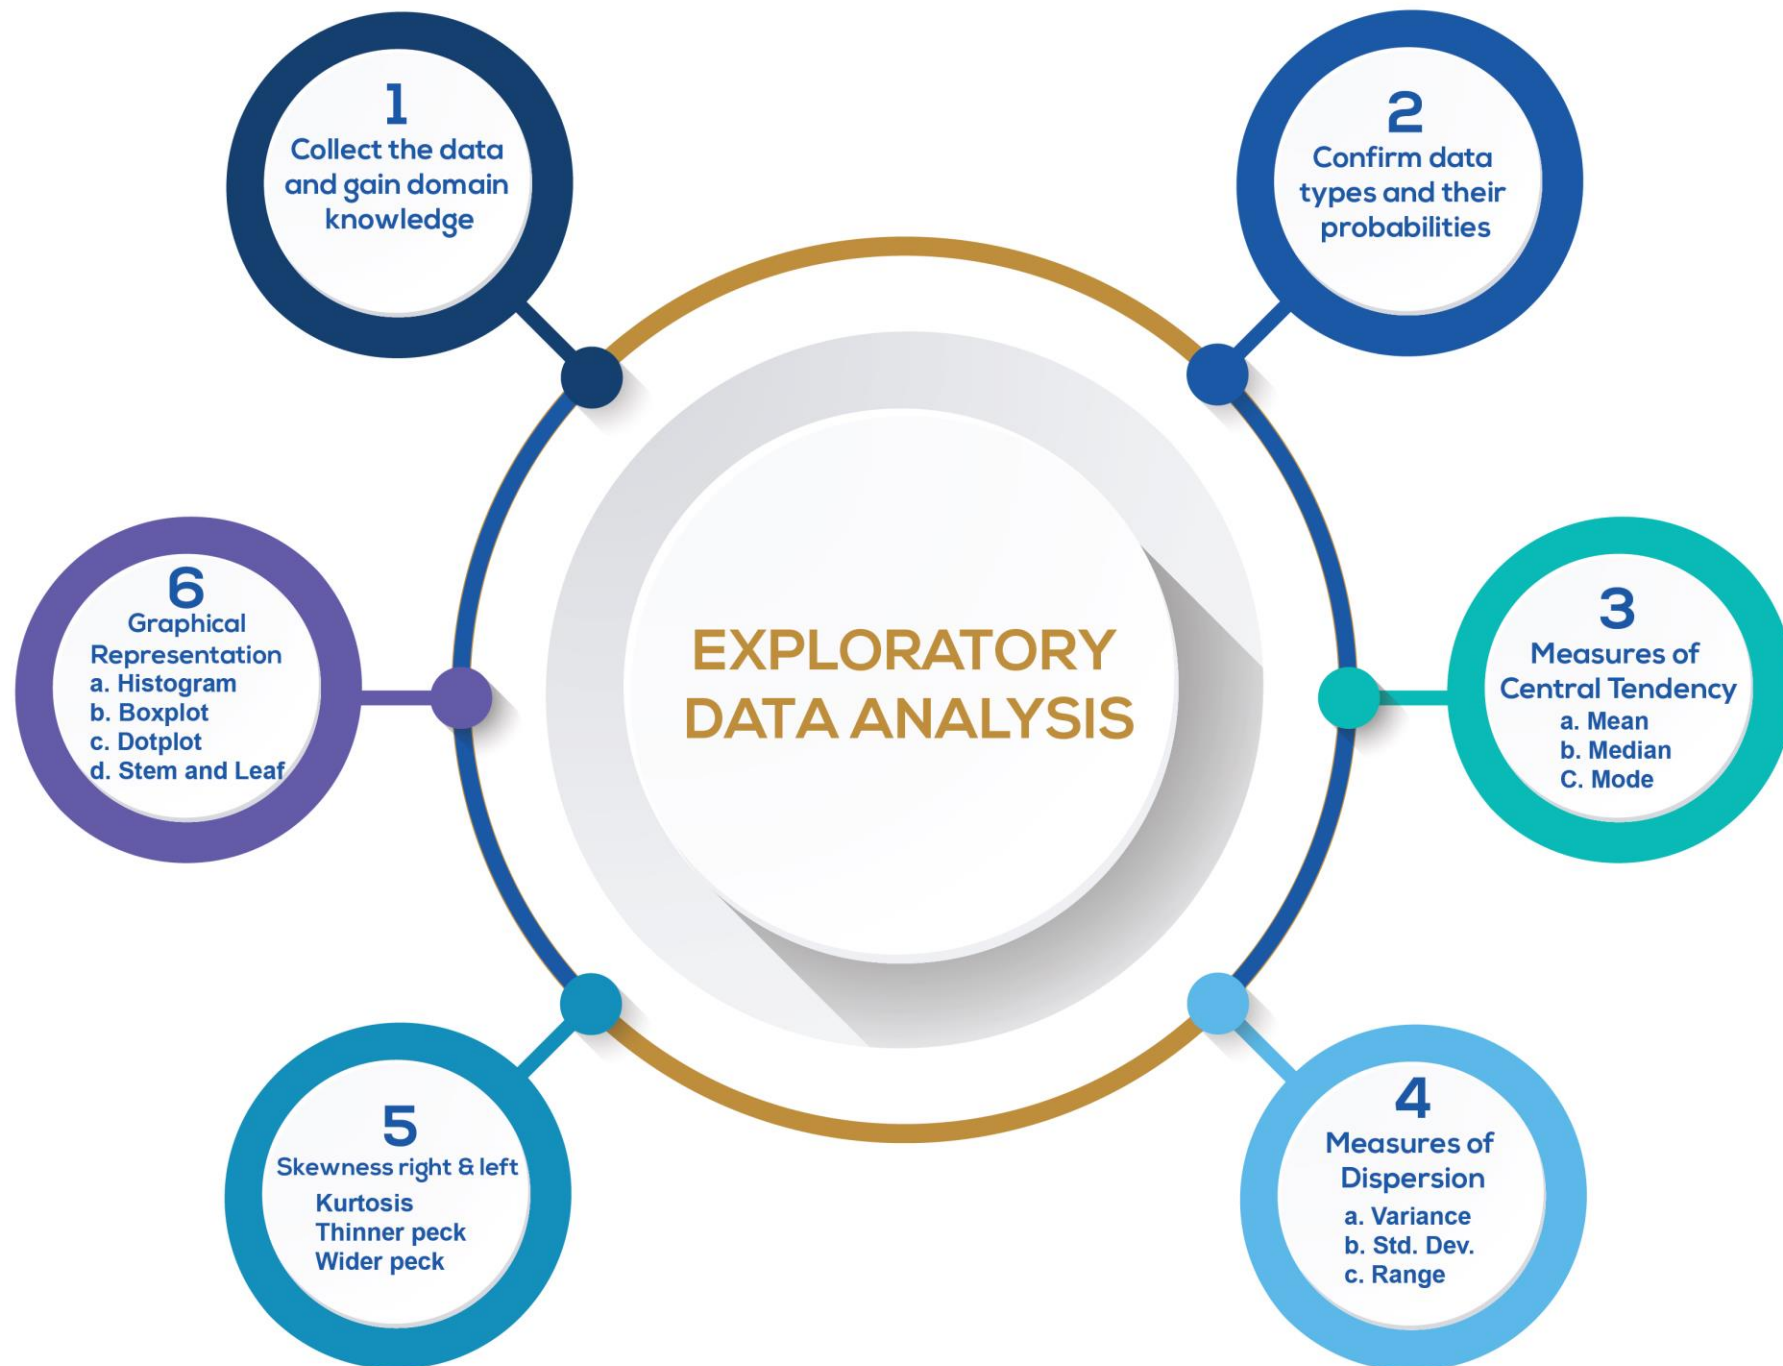 1
Collect the data
and gain domain
knowledge
2
Confirm data
types and their
probabilities
EXPLORATORY
DATA ANALYSIS
3
Measures of
Central Tendency
a. Mean
b. Median
C. Mode
4
Measures of
Dispersion
a. Variance
b. Std. Dev.
c. Range
5
Skewness right & left
Kurtosis
Thinner peck
Wider peck
6
Graphical
Representation
a. Histogram
b. Boxplot
c. Dotplot
d. Stem and Leaf